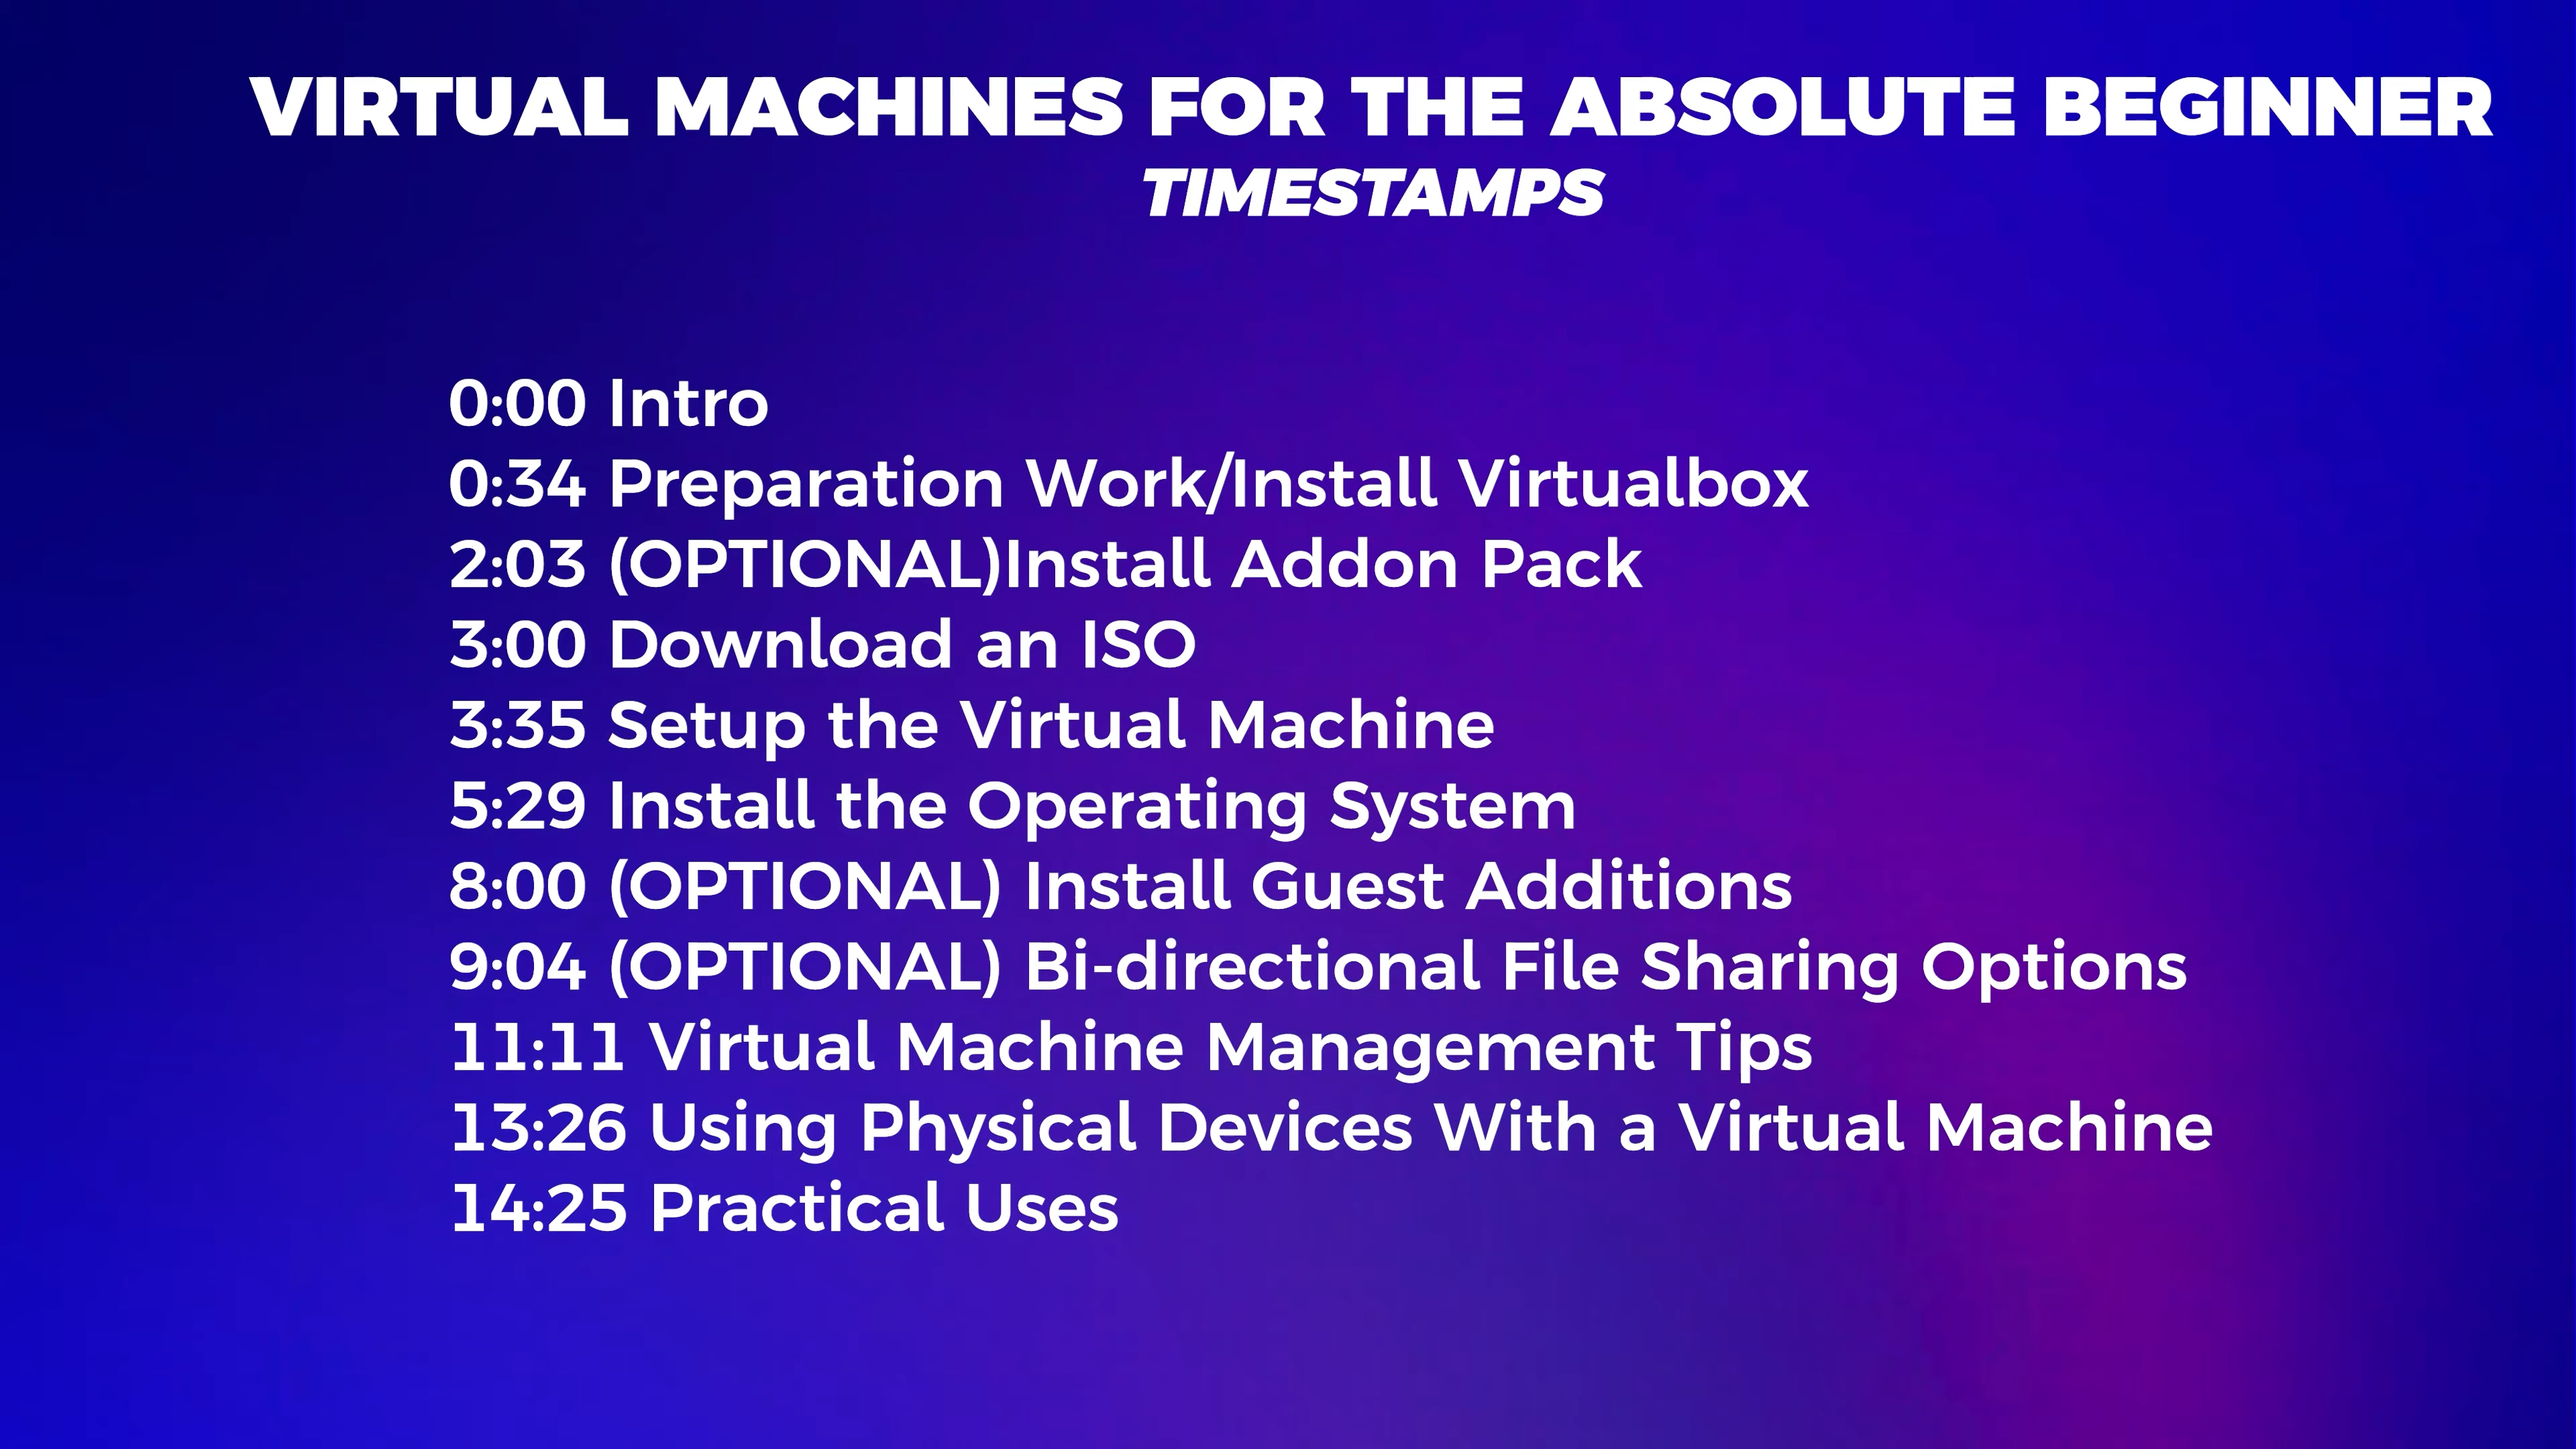 VIRTUAL MACHINES FOR THE ABSOLUTE BEGINNER
TIMESTAMPS
0:00 Intro
0:34 Preparation Work/Install Virtualbox
2:03 (OPTIONAL)Install Addon Pack
3:00 Download an ISO
3:35 Setup the Virtual Machine
5:29 Install the Operating System
8:00 (OPTIONAL) Install Guest Additions
9:04 (OPTIONAL) Bi-directional File Sharing Options
11:11 Virtual Machine Management Tips
13:26 Using Physical Devices With a Virtual Machine
14:25 Practical Uses